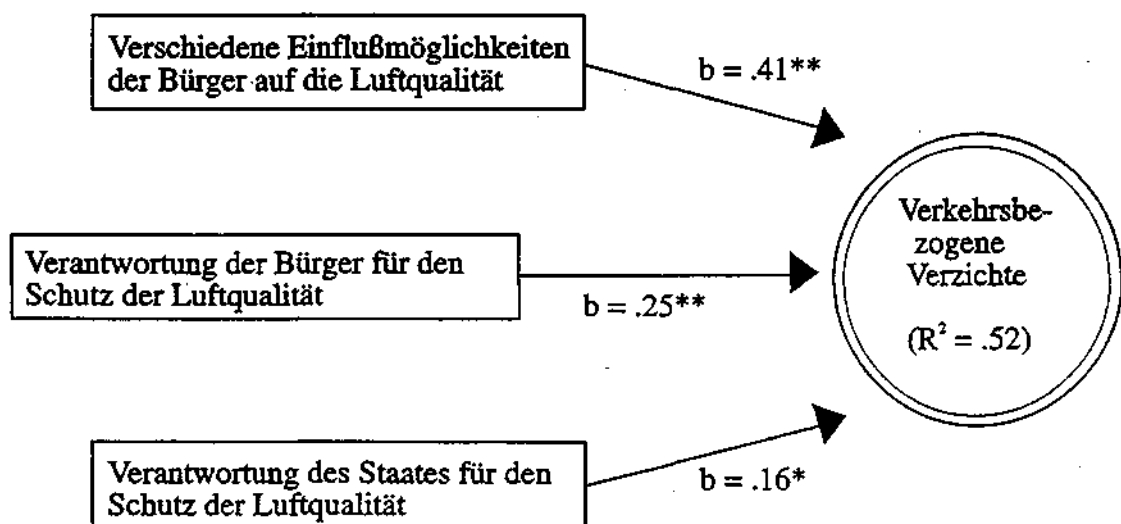 Verschiedene Einflußmöglichkeiten
der Bürger auf die Luftqualität
b = .41**
Verantwortung der Bürger für den
Schutz der Luftqualität
b = .25**
Verkehrsbe-
zogene
Verzichte
(R² = .52)
Verantwortung des Staates für den
Schutz der Luftqualität
b = .16*